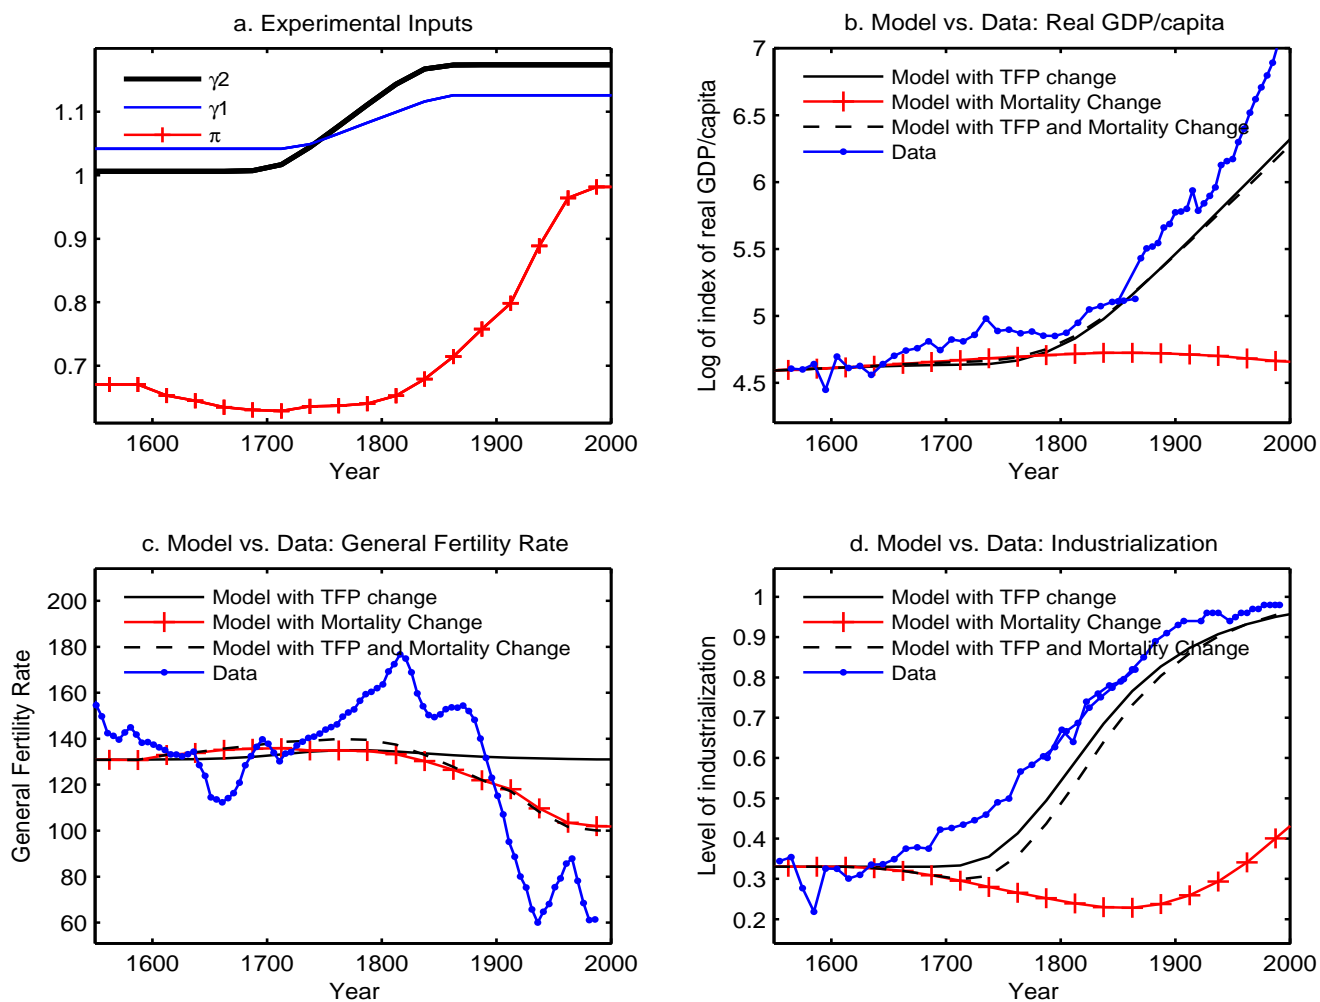 a. Experimental Inputs
γ2
γ1
π
1.1
1
0.9
0.8
0.7
1600 1700 1800 1900 2000
Year
b. Model vs. Data: Real GDP/capita
Model with TFP change
Model with Mortality Change
Model with TFP and Mortality Change
Data
Log of index of real GDP/capita
7
6.5
6
5.5
5
4.5
1600 1700 1800 1900 2000
Year
c. Model vs. Data: General Fertility Rate
Model with TFP change
Model with Mortality Change
Model with TFP and Mortality Change
Data
General Fertility Rate
200
180
160
140
120
100
80
60
1600 1700 1800 1900 2000
Year
d. Model vs. Data: Industrialization
Model with TFP change
Model with Mortality Change
Model with TFP and Mortality Change
Data
Level of industrialization
1
0.9
0.8
0.7
0.6
0.5
0.4
0.3
0.2
1600 1700 1800 1900 2000
Year